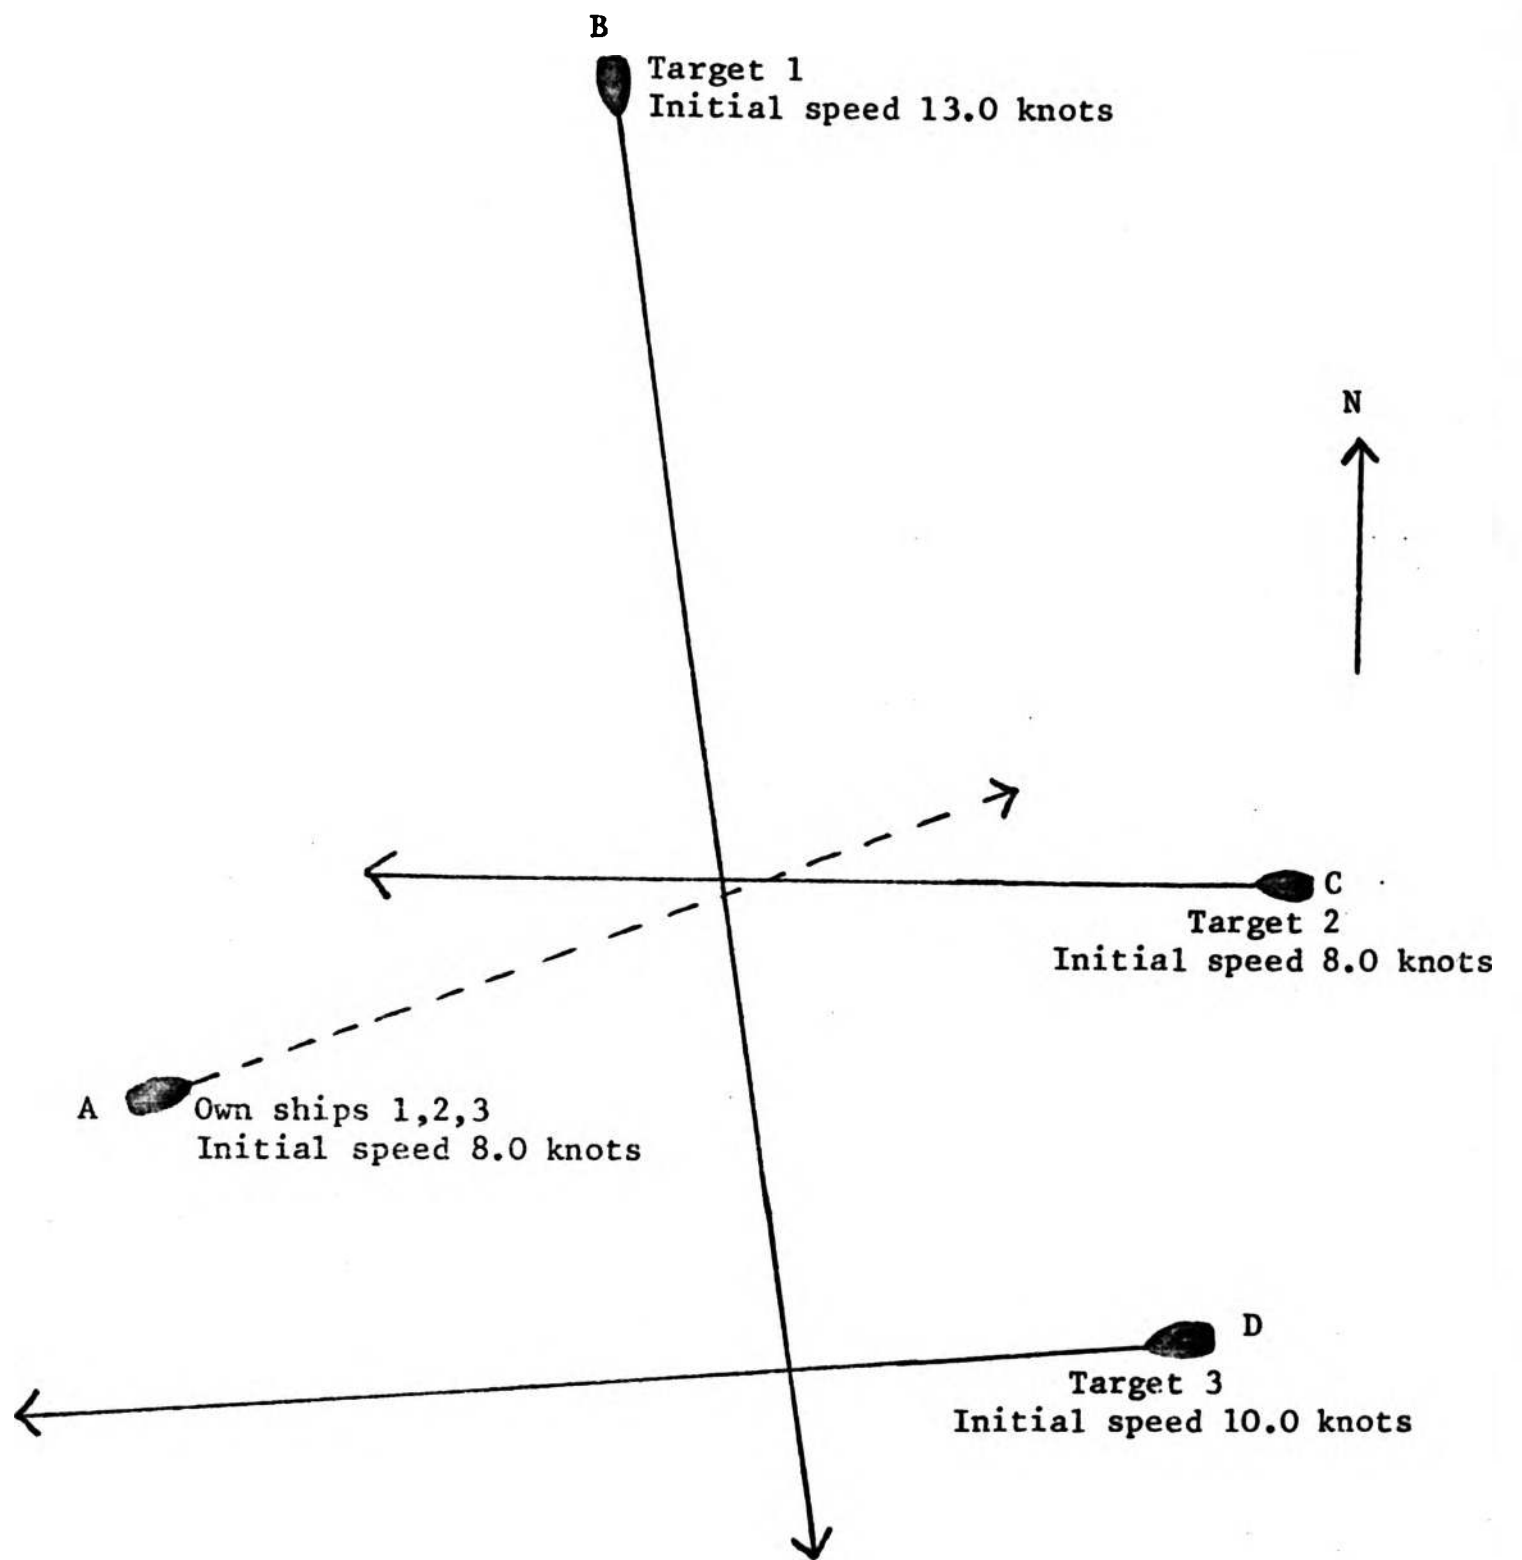 B
Target 1
Initial speed 13.0 knots
N
C
Target 2
Initial speed 8.0 knots
A
Own ships 1,2,3
Initial speed 8.0 knots
D
Target 3
Initial speed 10.0 knots